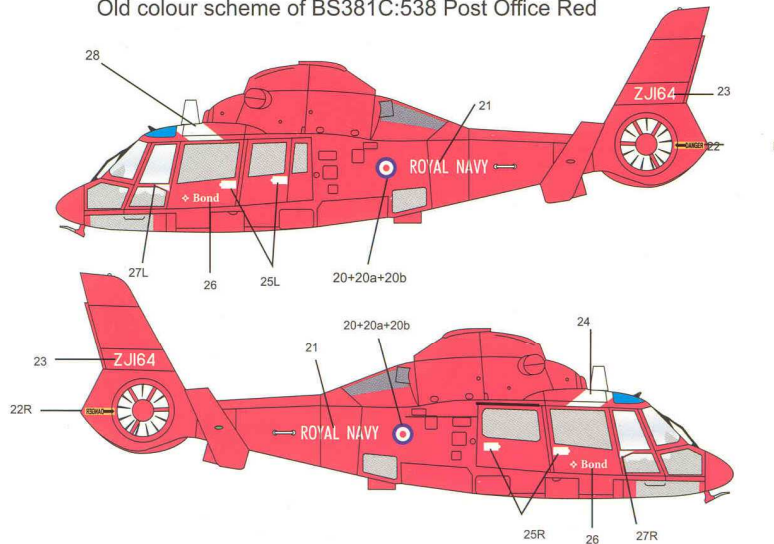 Old colour scheme of BS381C:538 Post Office Red
28
21
ZJ164
23
DANGER
22
ROYAL NAVY
Bond
27L
26
25L
20+20a+20b
20+20a+20b
24
21
23
ZJ164
22R
ROYAL NAVY
Bond
25R
26
27R